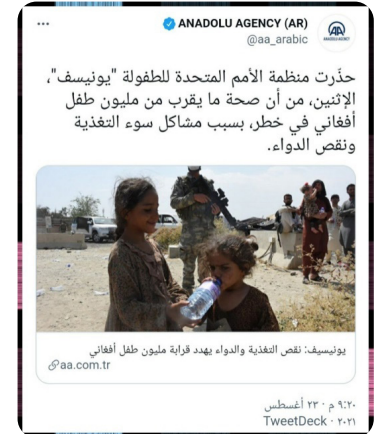 ANADOLU AGENCY (AR)
@aa_arabic
حذّرت منظمة الأمم المتحدة للطفولة "يونيسف"،
الإثنين، من أن صحة ما يقرب من مليون طفل
أفغاني في خطر، بسبب مشاكل سوء التغذية
ونقص الدواء.
يونيسيف: نقص التغذية والدواء يهدد قرابة مليون طفل أفغاني
aa.com.tr
٩:٢٠ م · ٢٣ أغسطس
٢٠٢١ · TweetDeck